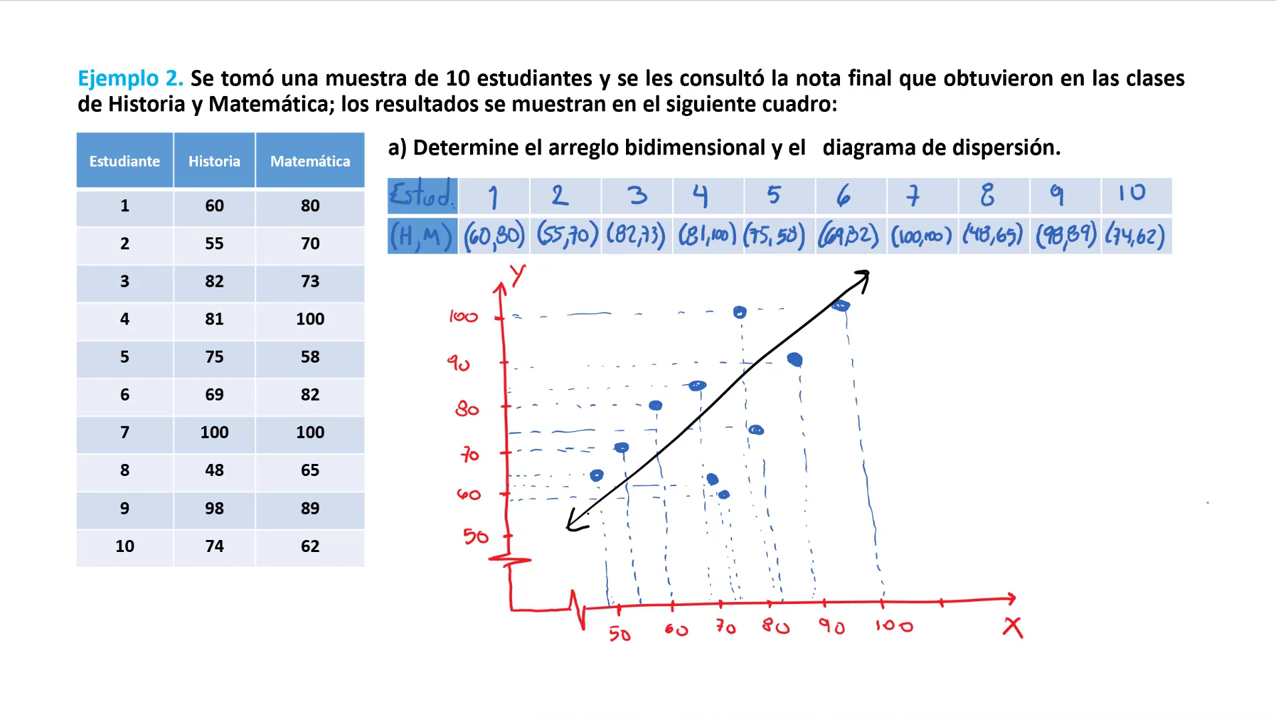 Ejemplo 2. Se tomó una muestra de 10 estudiantes y se les consultó la nota final que obtuvieron en las clases
de Historia y Matemática; los resultados se muestran en el siguiente cuadro:
a) Determine el arreglo bidimensional y el diagrama de dispersión.
Estudiante Historia Matemática
1 60 80
2 55 70
3 82 73
4 81 100
5 75 58
6 69 82
7 100 100
8 48 65
9 98 89
10 74 62
Estud. 1 2 3 4 5 6 7 8 9 10
(H,M) (60,80) (55,70) (82,73) (81,100) (75,58) (69,82) (100,100) (48,65) (98,89) (74,62)
Y
100
90
80
70
60
50
50 60 70 80 90 100
X